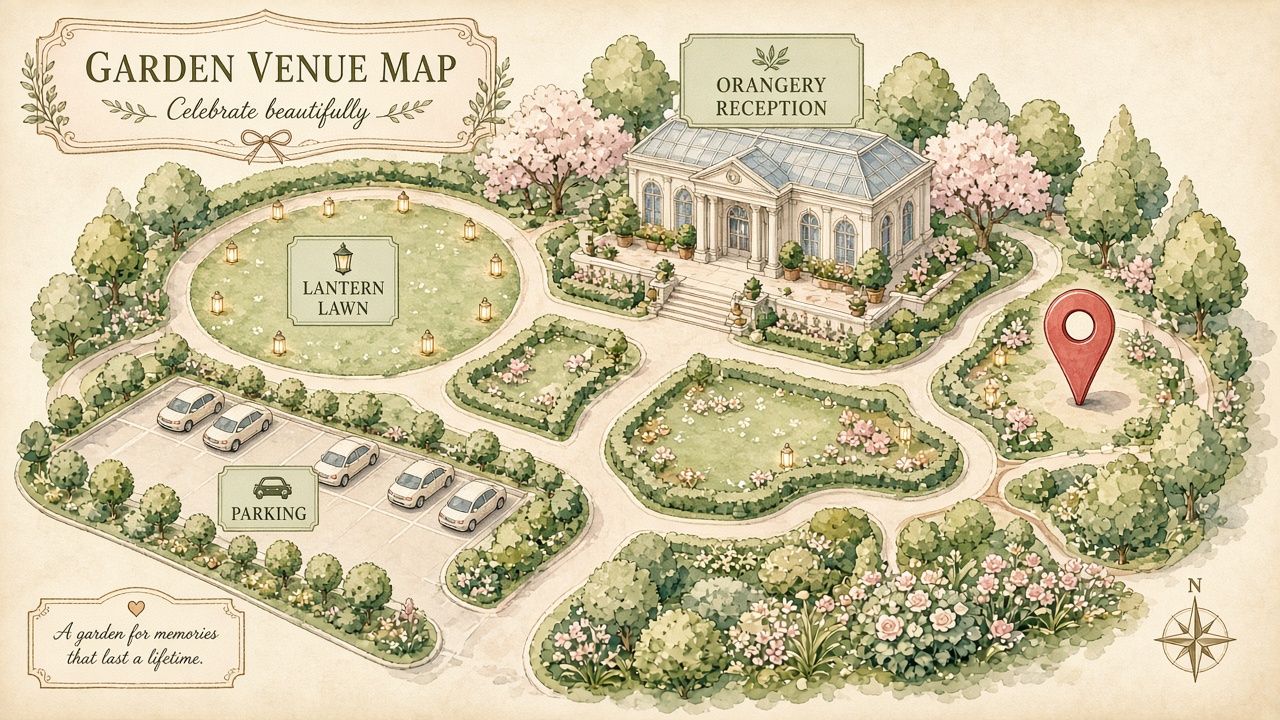 GARDEN VENUE MAP
Celebrate beautifully
ORANGERY
RECEPTION
LANTERN
LAWN
PARKING
A garden for memories
that last a lifetime.
N